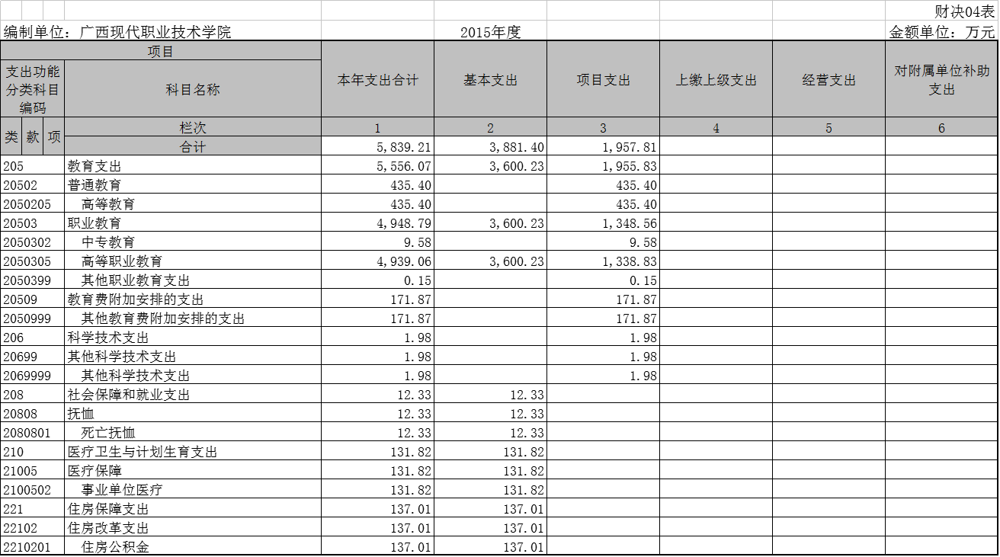 财决04表
编制单位：广西现代职业技术学院 2015年度 金额单位：万元
项目
支出功能分类科目编码 科目名称 本年支出合计 基本支出 项目支出 上缴上级支出 经营支出 对附属单位补助支出
类 款 项 栏次 1 2 3 4 5 6
合计 5,839.21 3,881.40 1,957.81
205 教育支出 5,556.07 3,600.23 1,955.83
20502 普通教育 435.40 435.40
2050205 高等教育 435.40 435.40
20503 职业教育 4,948.79 3,600.23 1,348.56
2050302 中专教育 9.58 9.58
2050305 高等职业教育 4,939.06 3,600.23 1,338.83
2050399 其他职业教育支出 0.15 0.15
20509 教育费附加安排的支出 171.87 171.87
2050999 其他教育费附加安排的支出 171.87 171.87
206 科学技术支出 1.98 1.98
20699 其他科学技术支出 1.98 1.98
2069999 其他科学技术支出 1.98 1.98
208 社会保障和就业支出 12.33 12.33
20808 抚恤 12.33 12.33
2080801 死亡抚恤 12.33 12.33
210 医疗卫生与计划生育支出 131.82 131.82
21005 医疗保障 131.82 131.82
2100502 事业单位医疗 131.82 131.82
221 住房保障支出 137.01 137.01
22102 住房改革支出 137.01 137.01
2210201 住房公积金 137.01 137.01